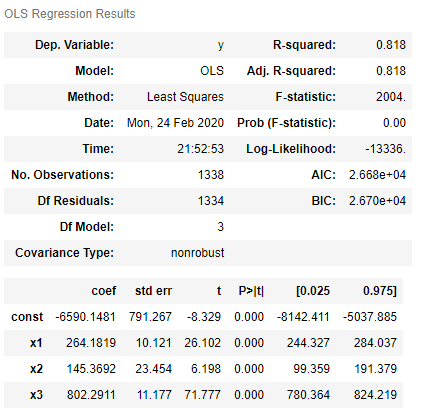 OLS Regression Results
Dep. Variable: y R-squared: 0.818
Model: OLS Adj. R-squared: 0.818
Method: Least Squares F-statistic: 2004.
Date: Mon, 24 Feb 2020 Prob (F-statistic): 0.00
Time: 21:52:53 Log-Likelihood: -13336.
No. Observations: 1338 AIC: 2.668e+04
Df Residuals: 1334 BIC: 2.670e+04
Df Model: 3
Covariance Type: nonrobust
coef std err t P>|t| [0.025 0.975]
const -6590.1481 791.267 -8.329 0.000 -8142.411 -5037.885
x1 264.1819 10.121 26.102 0.000 244.327 284.037
x2 145.3692 23.454 6.198 0.000 99.359 191.379
x3 802.2911 11.177 71.777 0.000 780.364 824.219